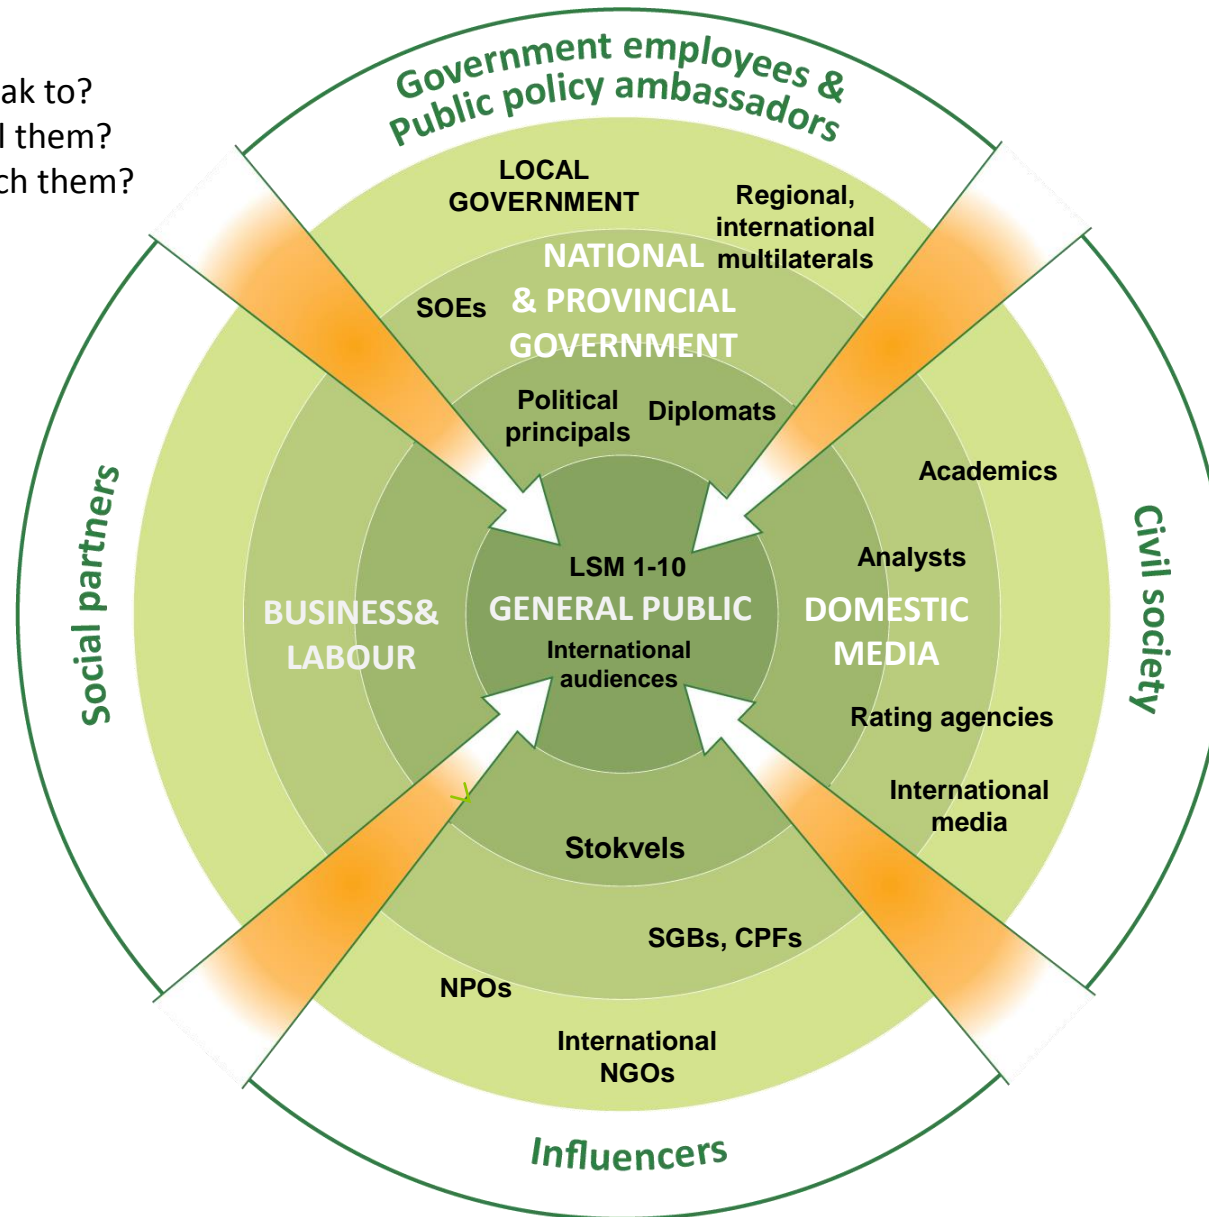 ak to?
l them?
ch them?
Government employees &
Public policy ambassadors
LOCAL
GOVERNMENT
Regional,
international
multilaterals
NATIONAL
& PROVINCIAL
GOVERNMENT
SOEs
Political
principals
Diplomats
Social partners
BUSINESS&
LABOUR
LSM 1-10
GENERAL PUBLIC
International
audiences
Academics
Analysts
DOMESTIC
MEDIA
Rating agencies
International
media
Civil society
Stokvels
SGBs, CPFs
NPOs
International
NGOs
Influencers